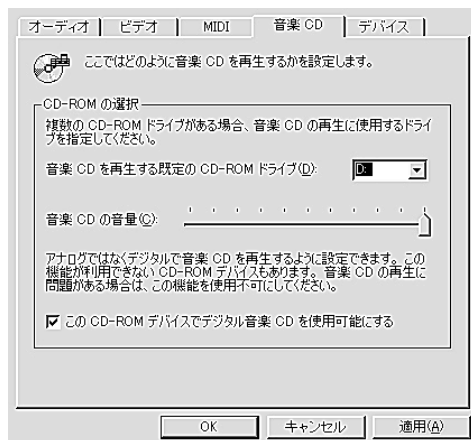 オーディオ ビデオ MIDI 音楽 CD デバイス
ここではどのように音楽 CD を再生するかを設定します。
CD-ROM の選択
複数の CD-ROM ドライブがある場合、音楽 CD の再生に使用するドライ
ブを指定してください。
音楽 CD を再生する既定の CD-ROM ドライブ(D): D:
音楽 CD の音量(C):
アナログではなくデジタルで音楽 CD を再生するように設定できます。この
機能が利用できない CD-ROM デバイスもあります。音楽 CD の再生に
問題がある場合は、この機能を使用不可にしてください。
この CD-ROM デバイスでデジタル音楽 CD を使用可能にする
OK キャンセル 適用(A)